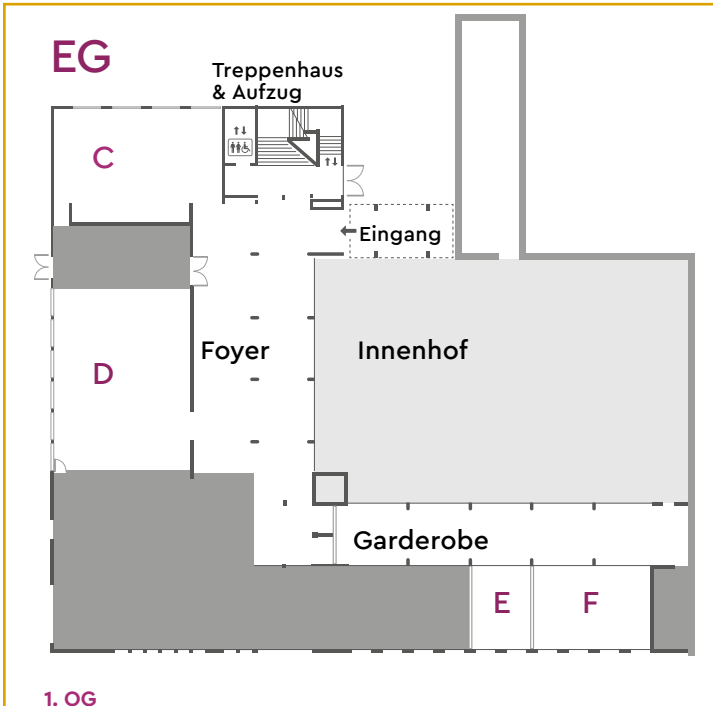 EG
Treppenhaus
& Aufzug
C
Eingang
Foyer
Innenhof
D
Garderobe
E
F
1. OG